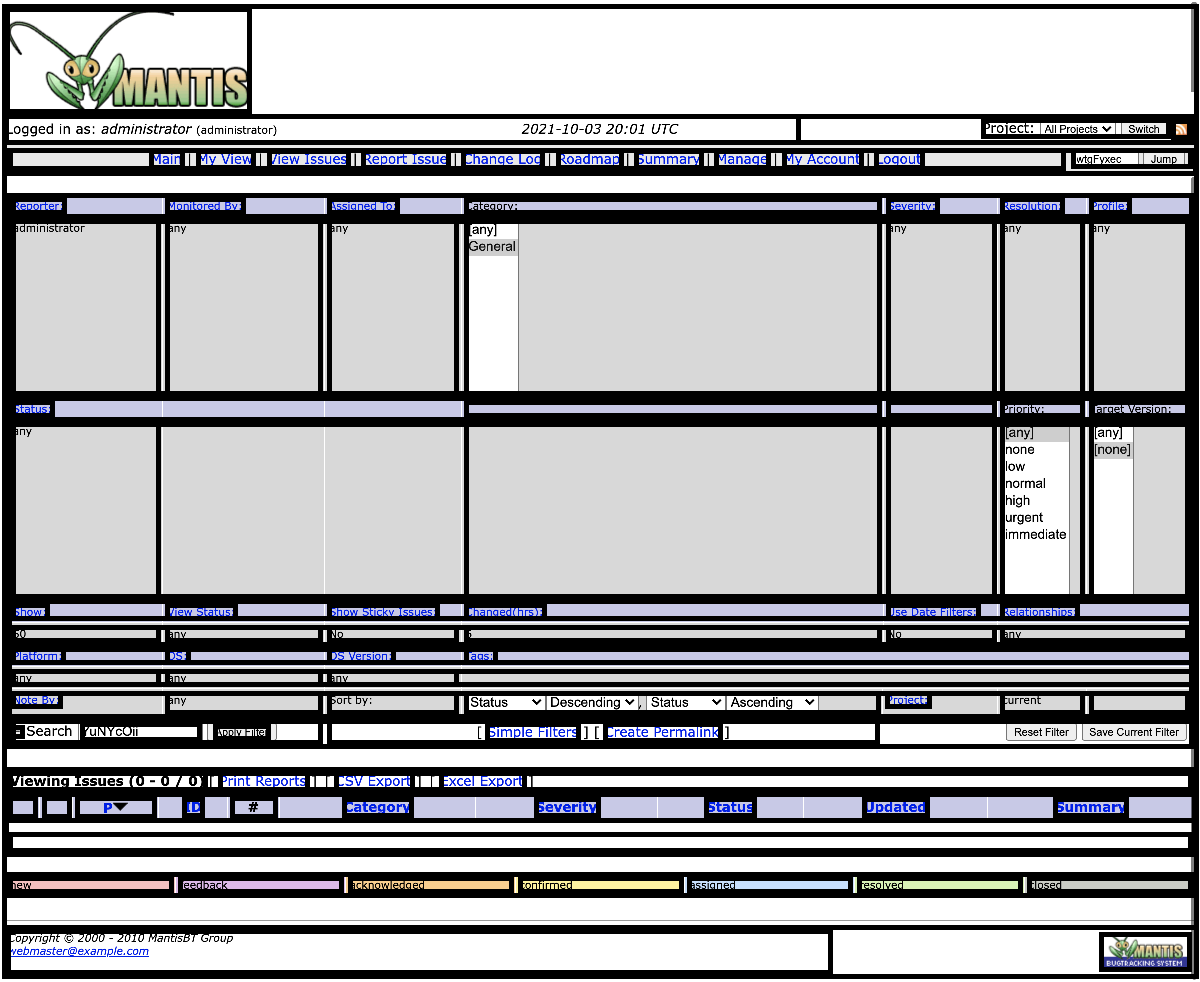 MANTIS
Logged in as: administrator (administrator) 2021-10-03 20:01 UTC Project: All Projects Switch
Main | My View | View Issues | Report Issue | Change Log | Roadmap | Summary | Manage | My Account | Logout wtgFyxec Jump
Reporter: Monitored By: Assigned To: Category: Severity: Resolution: Profile:
administrator any any [any] any any any
General
Status: Priority: Target Version:
any [any] [any]
none [none]
low
normal
high
urgent
immediate
Show: View Status: Show Sticky Issues: Changed(hrs): Use Date Filters: Relationships:
50 any No 6 No any
Platform: OS: OS Version: Tags:
any any any
Note By: any Sort by: Status Descending , Status Ascending Project: current
Search YuNYcOii Apply Filter [ Simple Filters ] [ Create Permalink ] Reset Filter Save Current Filter
Viewing Issues (0 - 0 / 0) [ Print Reports ] [ CSV Export ] [ Excel Export ]
P ID # Category Severity Status Updated Summary
new feedback acknowledged confirmed assigned resolved closed
Copyright © 2000 - 2010 MantisBT Group
webmaster@example.com
MANTIS
BUGTRACKING SYSTEM